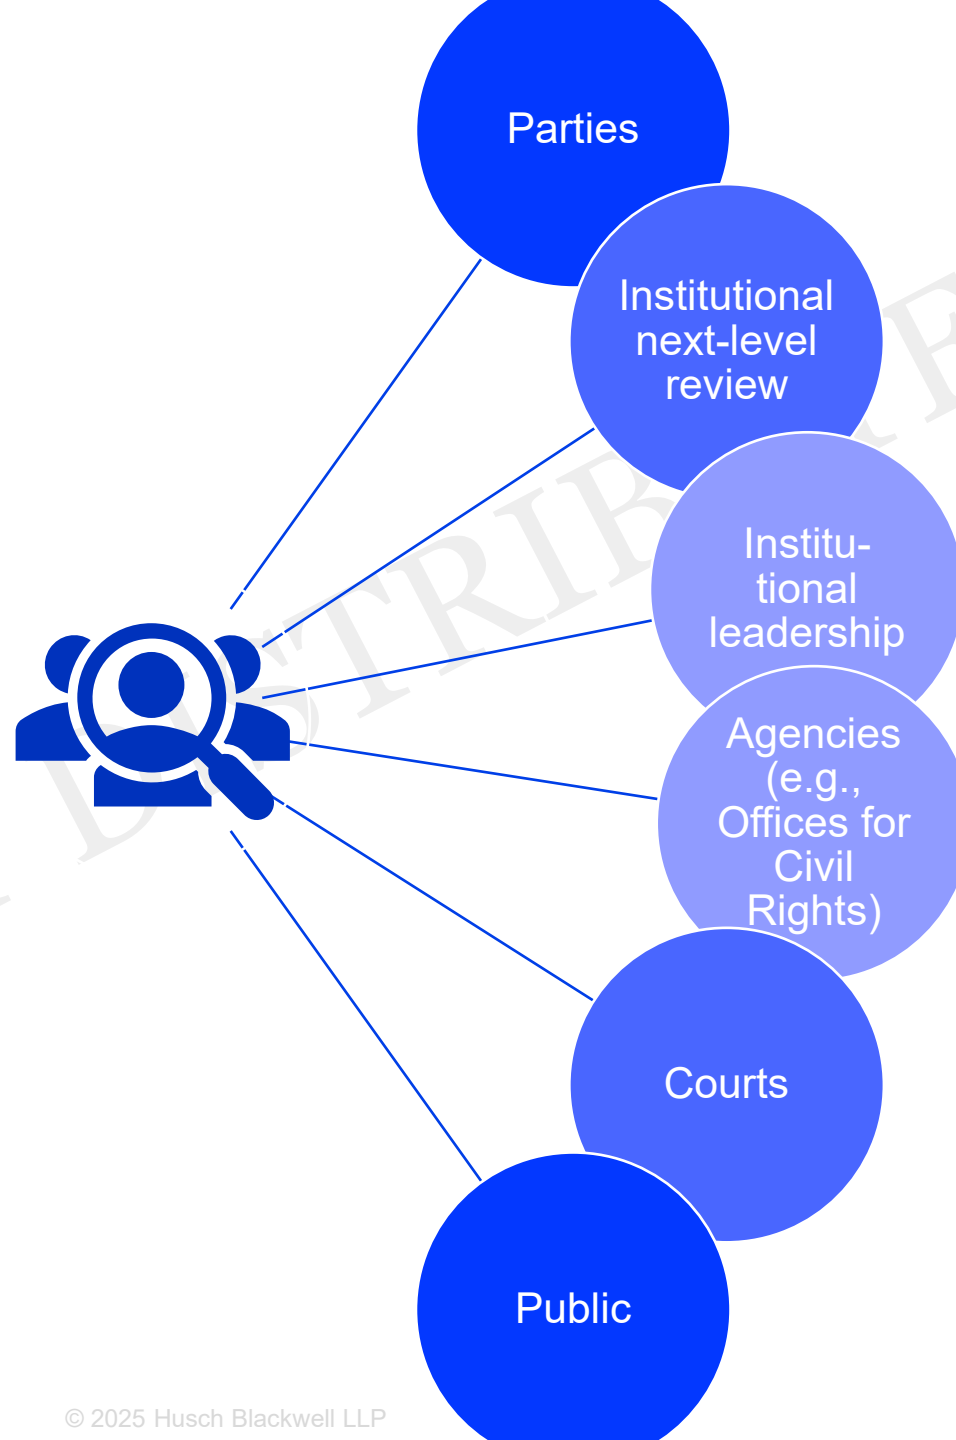 Parties
Institutional
next-level
review
Institu-
tional
leadership
Agencies
(e.g.,
Offices for
Civil
Rights)
Courts
Public
© 2025 Husch Blackwell LLP